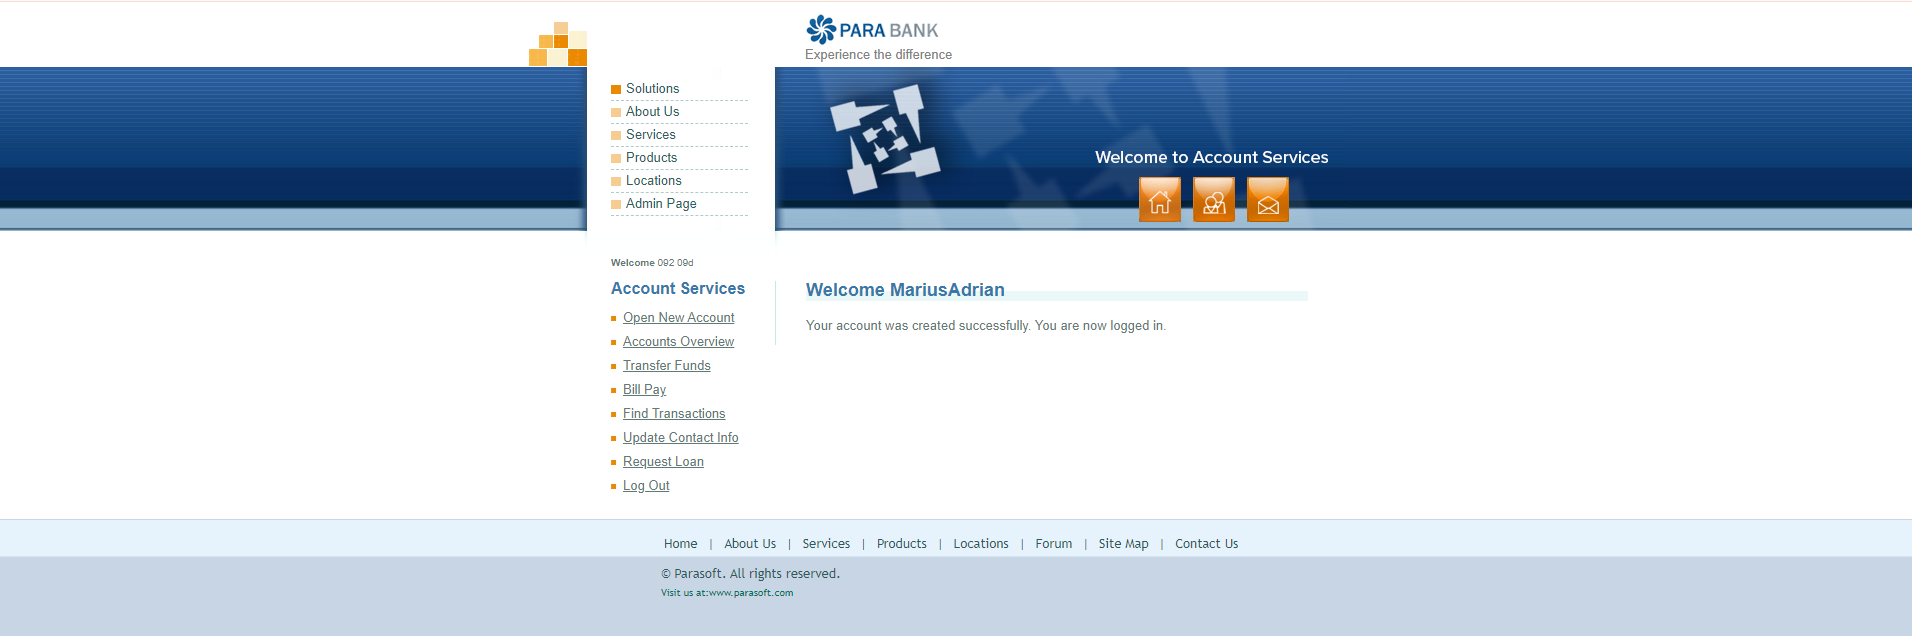 PARA BANK
Experience the difference
Solutions
About Us
Services
Products
Locations
Admin Page
Welcome to Account Services
Welcome 092 09d
Account Services
Open New Account
Accounts Overview
Transfer Funds
Bill Pay
Find Transactions
Update Contact Info
Request Loan
Log Out
Welcome MariusAdrian
Your account was created successfully. You are now logged in.
Home | About Us | Services | Products | Locations | Forum | Site Map | Contact Us
© Parasoft. All rights reserved.
Visit us at:www.parasoft.com